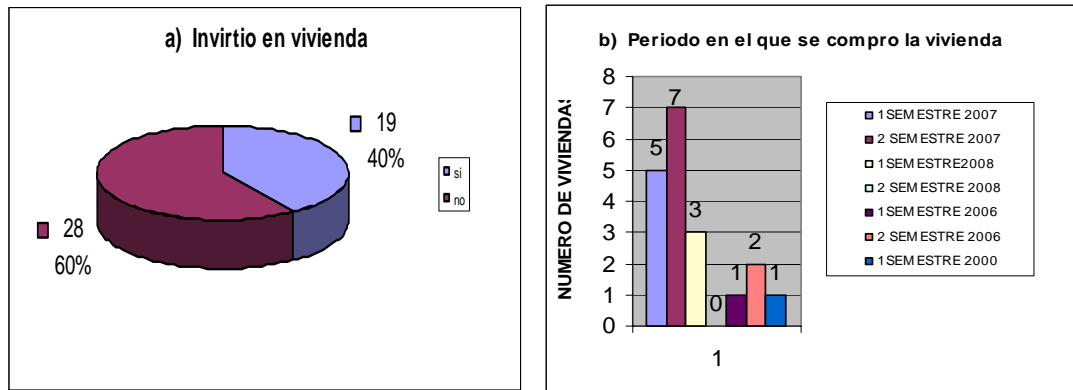 a) Invirtio en vivienda
19
40%
si
no
28
60%
b) Periodo en el que se compro la vivienda
NUMERO DE VIVIENDAS
8
7
6
5
4
3
2
1
0
5
7
3
0
1
2
1
1
1 SEMESTRE 2007
2 SEMESTRE 2007
1 SEMESTRE2008
2 SEMESTRE 2008
1 SEMESTRE 2006
2 SEMESTRE 2006
1 SEMESTRE 2000